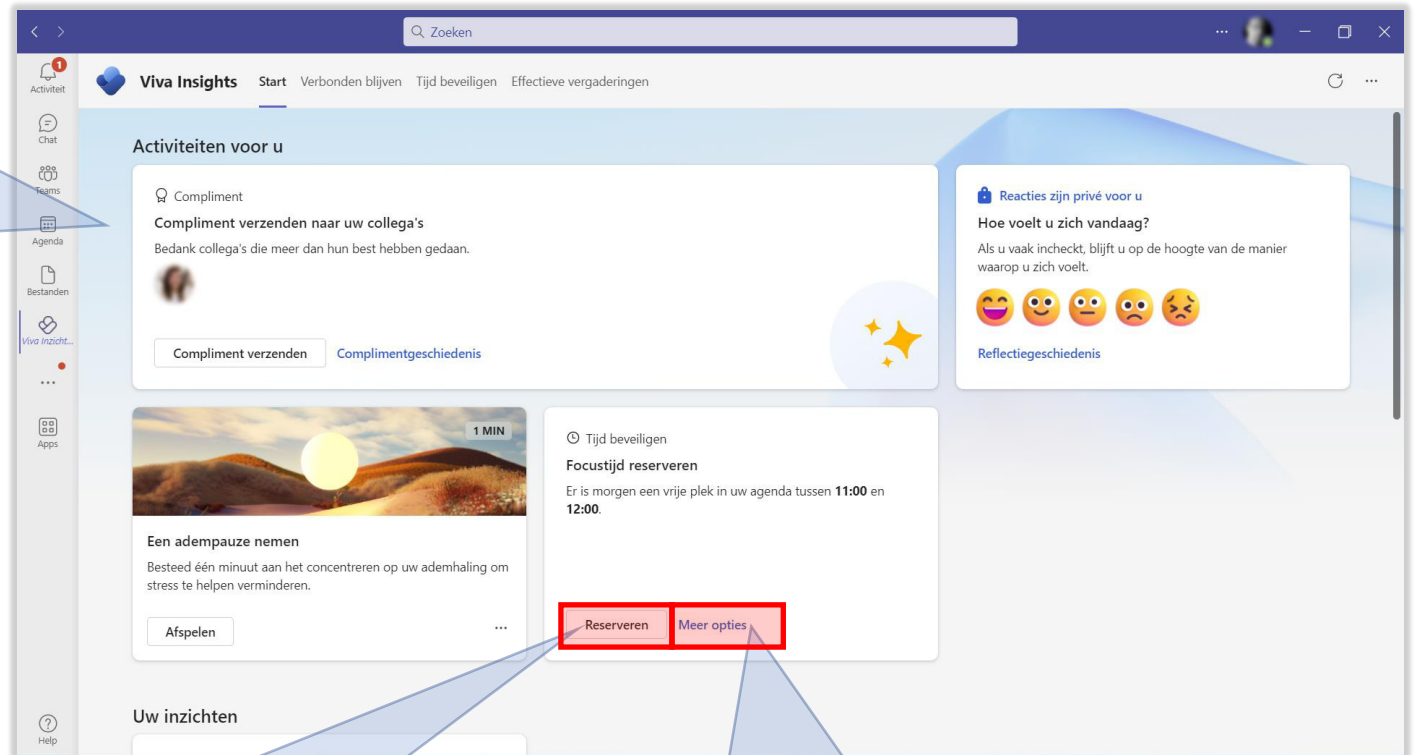 Zoeken
1
Activiteit
Chat
Teams
Agenda
Bestanden
Viva Inzicht...
Apps
Help
Viva Insights Start Verbonden blijven Tijd beveiligen Effectieve vergaderingen
Activiteiten voor u
Compliment
Compliment verzenden naar uw collega's
Bedank collega's die meer dan hun best hebben gedaan.
Compliment verzenden Complimentgeschiedenis
Reacties zijn privé voor u
Hoe voelt u zich vandaag?
Als u vaak incheckt, blijft u op de hoogte van de manier
waarop u zich voelt.
Reflectiegeschiedenis
1 MIN
Een adempauze nemen
Besteed één minuut aan het concentreren op uw ademhaling om
stress te helpen verminderen.
Afspelen
Tijd beveiligen
Focustijd reserveren
Er is morgen een vrije plek in uw agenda tussen 11:00 en
12:00.
Reserveren Meer opties
Uw inzichten